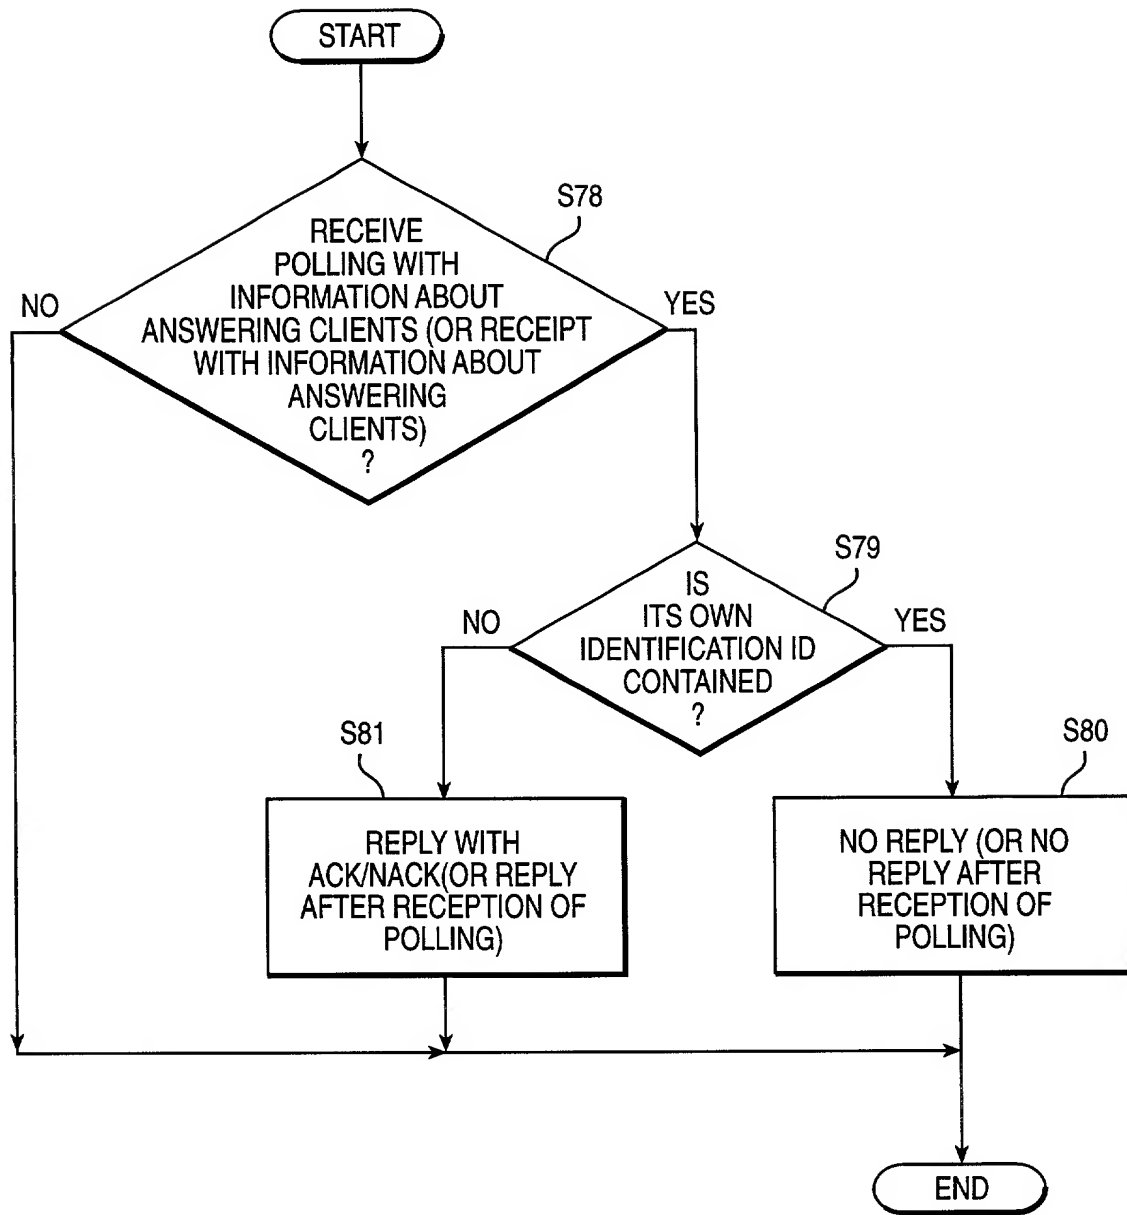 START
S78
RECEIVE
POLLING WITH
INFORMATION ABOUT
ANSWERING CLIENTS (OR RECEIPT
WITH INFORMATION ABOUT
ANSWERING
CLIENTS)
?
NO
YES
S79
IS
ITS OWN
IDENTIFICATION ID
CONTAINED
?
NO
YES
S81
REPLY WITH
ACK/NACK(OR REPLY
AFTER RECEPTION OF
POLLING)
S80
NO REPLY (OR NO
REPLY AFTER
RECEPTION OF
POLLING)
END